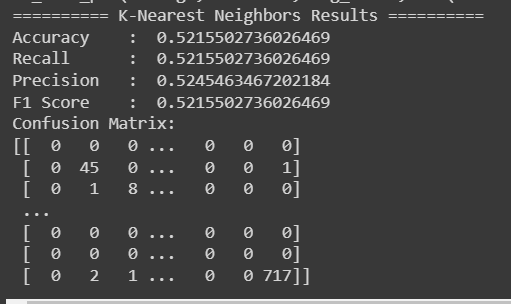 ========== K-Nearest Neighbors Results ==========
Accuracy    :  0.5215502736026469
Recall      :  0.5215502736026469
Precision   :  0.5245463467202184
F1 Score    :  0.5215502736026469
Confusion Matrix:
[[  0   0   0 ...   0   0   0]
 [  0  45   0 ...   0   0   1]
 [  0   1   8 ...   0   0   0]
 ...
 [  0   0   0 ...   0   0   0]
 [  0   0   0 ...   0   0   0]
 [  0   2   1 ...   0   0 717]]